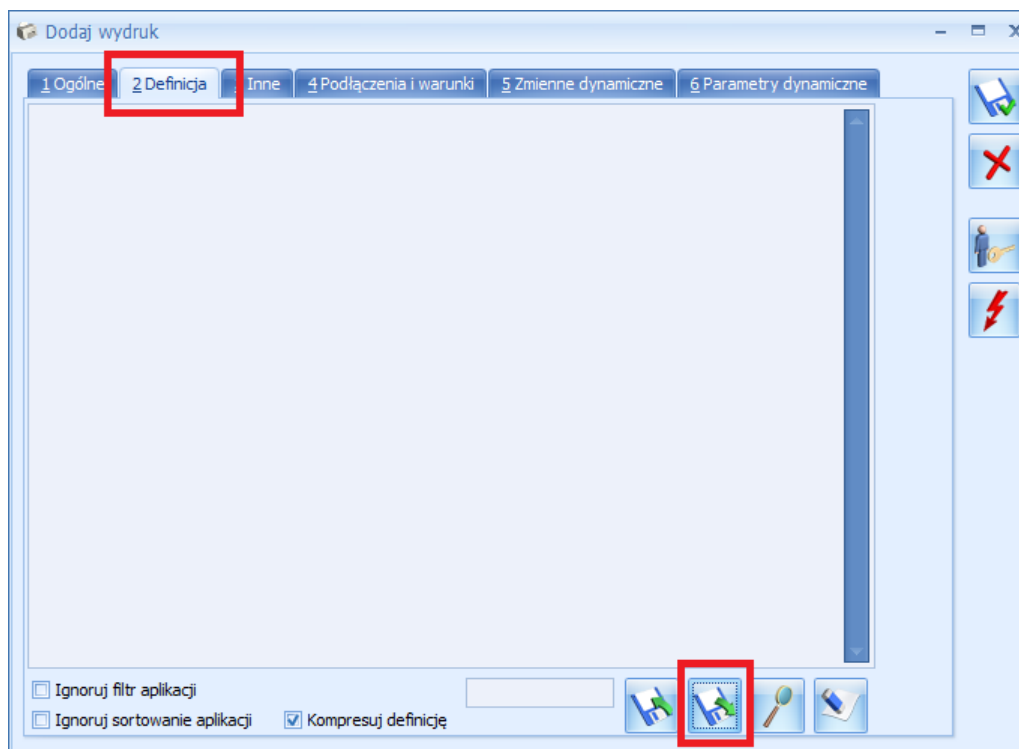 Dodaj wydruk
1 Ogólne 2 Definicja Inne 4 Podłączenia i warunki 5 Zmienne dynamiczne 6 Parametry dynamiczne
Ignoruj filtr aplikacji
Ignoruj sortowanie aplikacji Kompresuj definicję